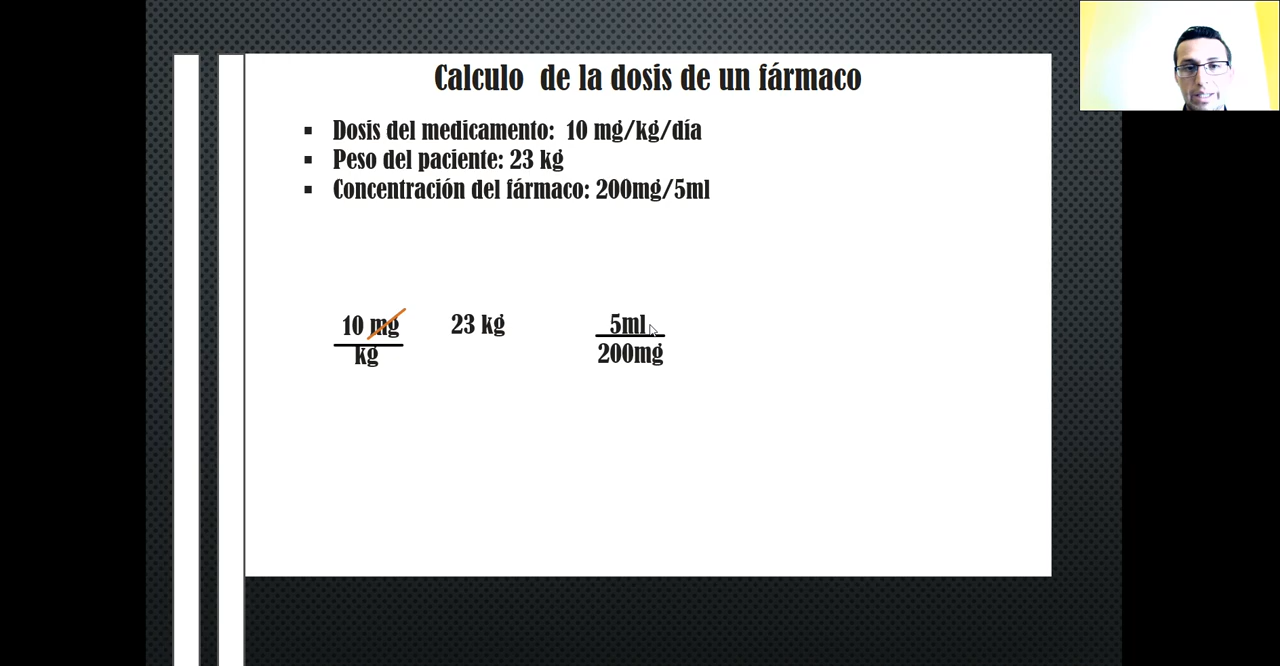 Calculo de la dosis de un fármaco
▪ Dosis del medicamento: 10 mg/kg/día
▪ Peso del paciente: 23 kg
▪ Concentración del fármaco: 200mg/5ml
10 mg 23 kg 5ml
kg 200mg